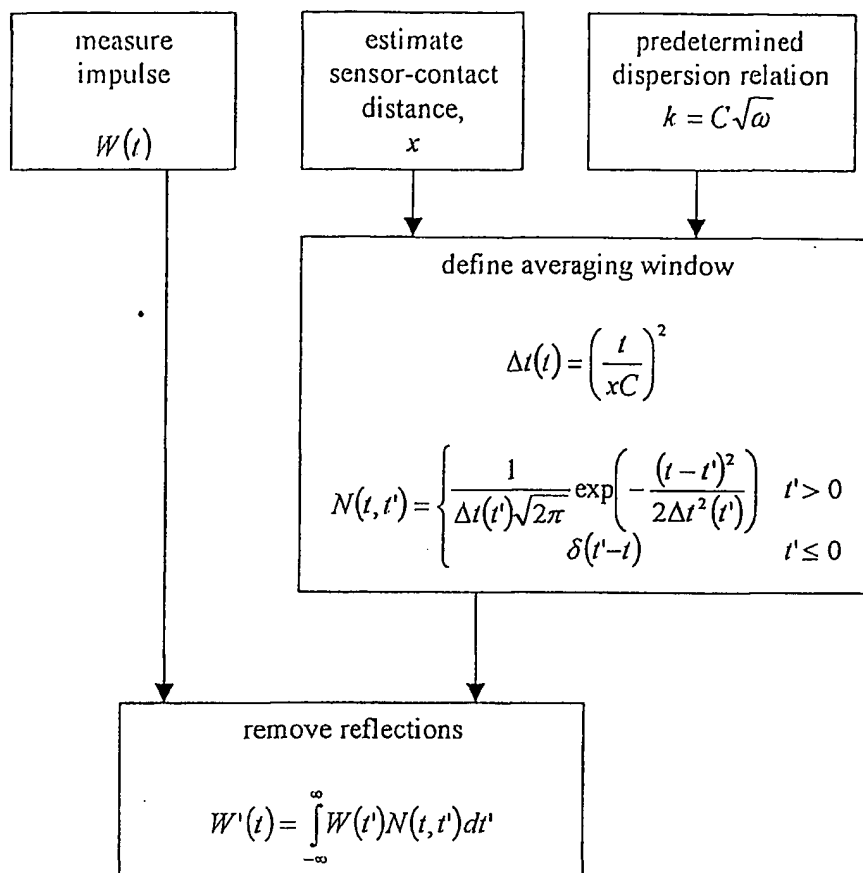 measure
impulse
W(t)
estimate
sensor-contact
distance,
x
predetermined
dispersion relation
k = C√ω
define averaging window
Δt(t) = (t / xC)²
N(t,t') = { 1 / (Δt(t')√2π) exp(−(t−t')² / 2Δt²(t')) t' > 0
δ(t'−t) t' ≤ 0
remove reflections
W'(t) = ∫_{−∞}^{∞} W(t')N(t,t')dt'